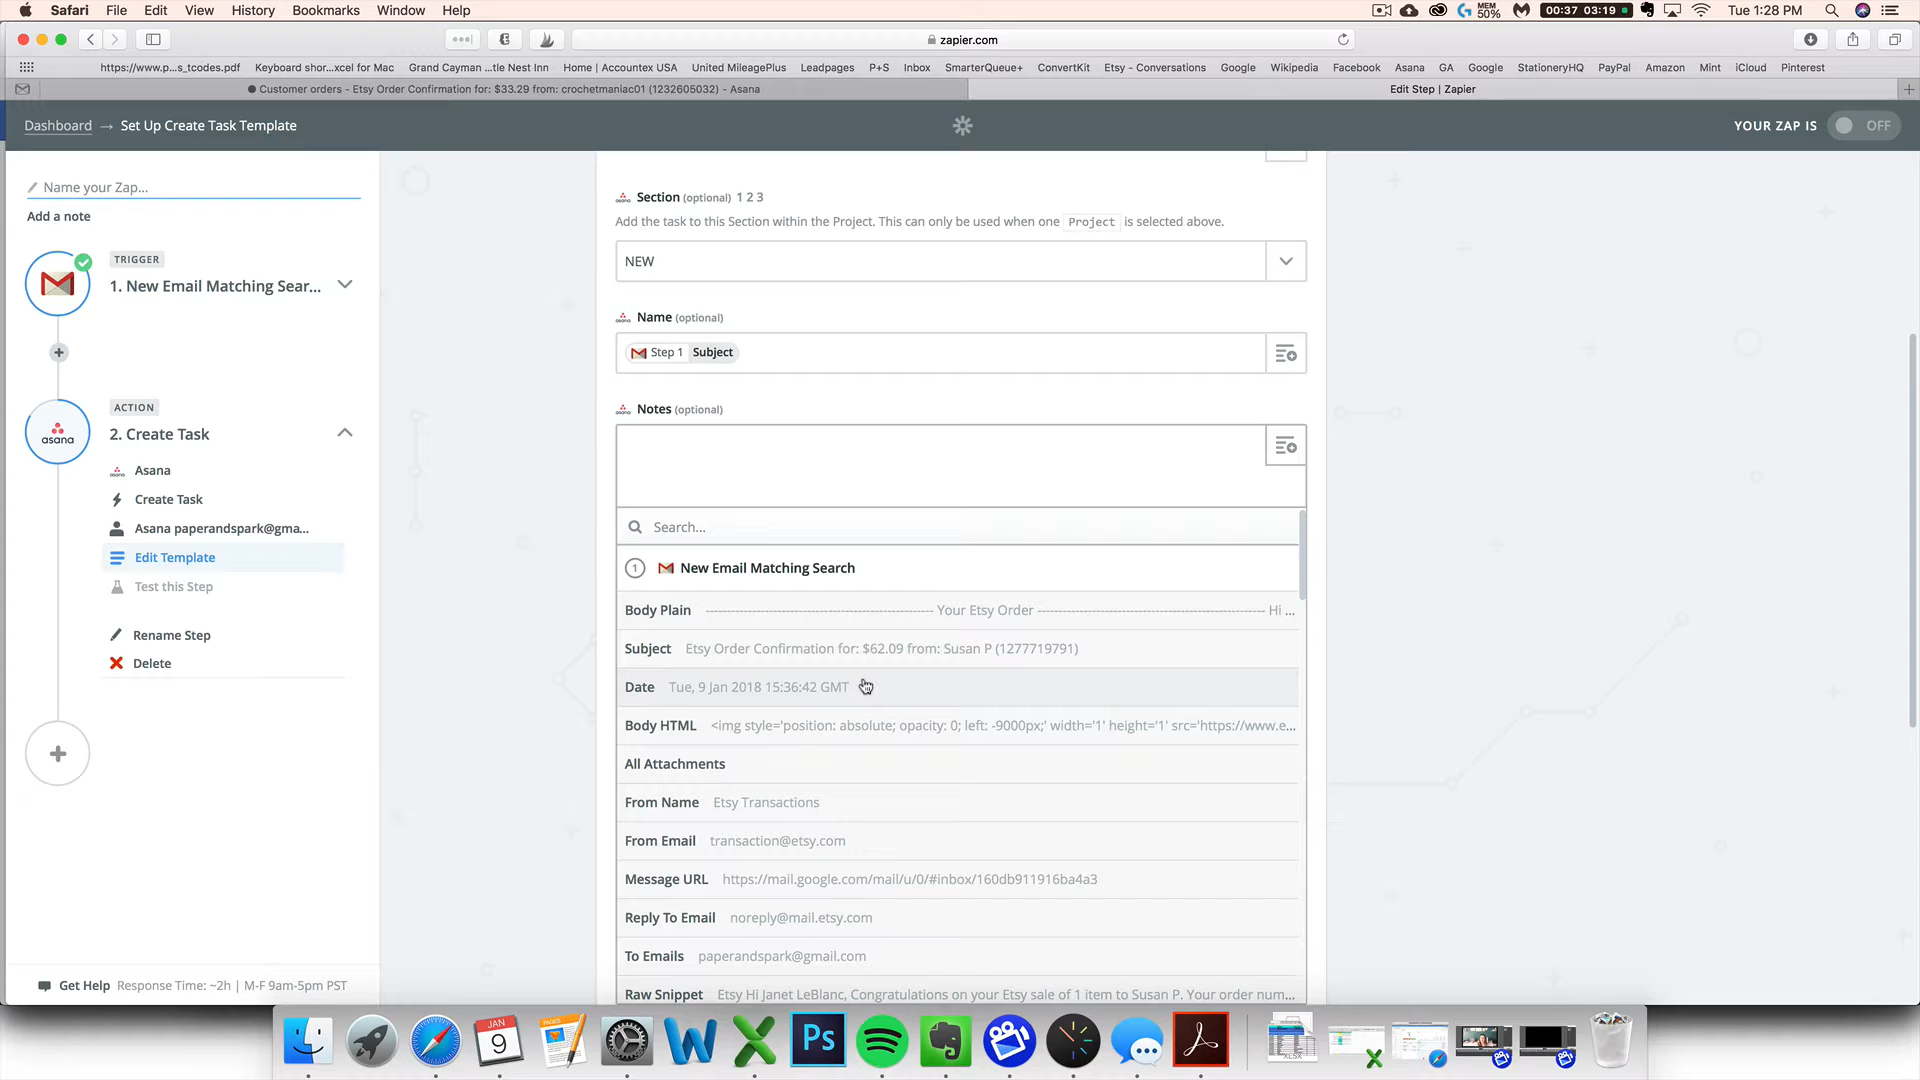 Safari File Edit View History Bookmarks Window Help
MEM 50% 00:37 03:19 Tue 1:28 PM
zapier.com
https://www.p...s_tcodes.pdf Keyboard shor...xcel for Mac Grand Cayman ...tle Nest Inn Home | Accountex USA United MileagePlus Leadpages P+S Inbox SmarterQueue+ ConvertKit Etsy - Conversations Google Wikipedia Facebook Asana GA Google StationeryHQ PayPal Amazon Mint iCloud Pinterest
Customer orders - Etsy Order Confirmation for: $33.29 from: crochetmaniac01 (1232605032) - Asana
Edit Step | Zapier
Dashboard → Set Up Create Task Template
YOUR ZAP IS OFF
Name your Zap...
Add a note
TRIGGER
1. New Email Matching Sear...
ACTION
2. Create Task
asana
Asana
Create Task
Asana paperandspark@gma...
Edit Template
Test this Step
Rename Step
Delete
Get Help Response Time: ~2h | M-F 9am-5pm PST
Section (optional) 1 2 3
Add the task to this Section within the Project. This can only be used when one Project is selected above.
NEW
Name (optional)
Step 1 Subject
Notes (optional)
Search...
1 New Email Matching Search
Body Plain ---------------------------------------- Your Etsy Order ---------------------------------------- Hi ...
Subject Etsy Order Confirmation for: $62.09 from: Susan P (1277719791)
Date Tue, 9 Jan 2018 15:36:42 GMT
Body HTML <img style='position: absolute; opacity: 0; left: -9000px;' width='1' height='1' src='https://www.e...
All Attachments
From Name Etsy Transactions
From Email transaction@etsy.com
Message URL https://mail.google.com/mail/u/0/#inbox/160db911916ba4a3
Reply To Email noreply@mail.etsy.com
To Emails paperandspark@gmail.com
Raw Snippet Etsy Hi Janet LeBlanc, Congratulations on your Etsy sale of 1 item to Susan P. Your order num...
JAN 9
PAGES
Ps
XLSX